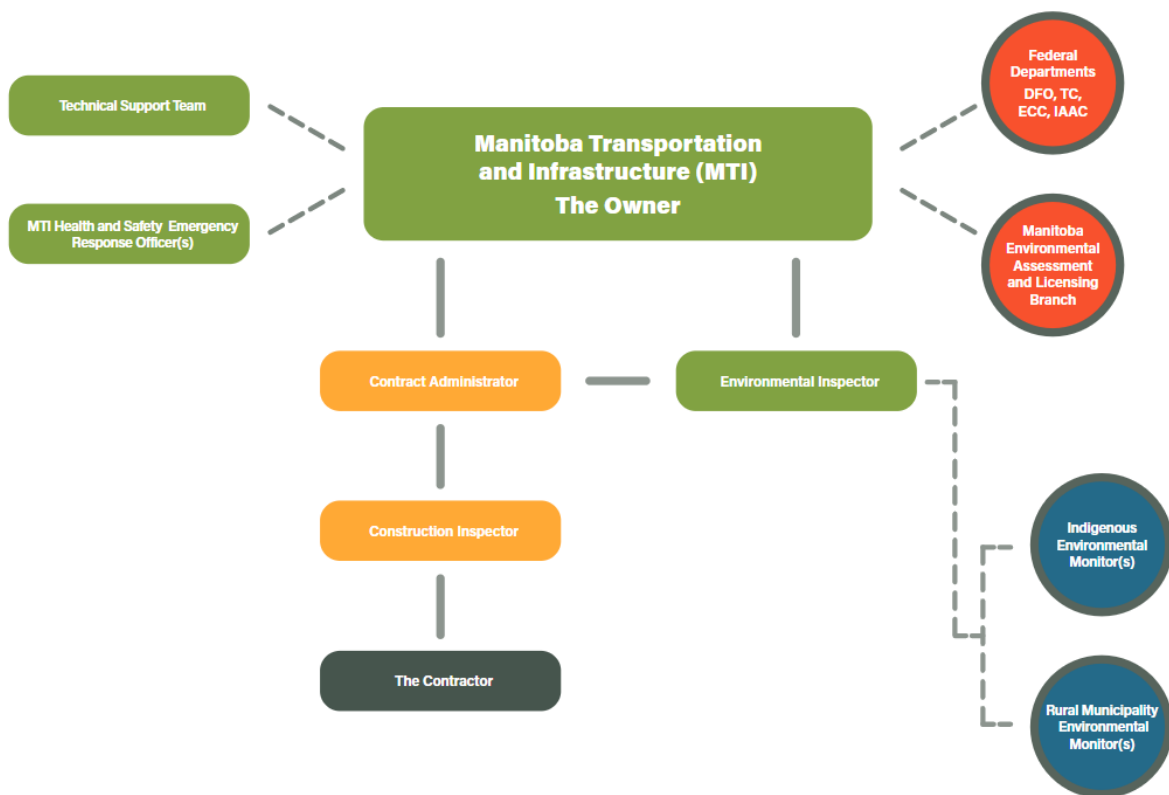 Technical Support Team
MTI Health and Safety Emergency
Response Officer(s)
Manitoba Transportation
and Infrastructure (MTI)
The Owner
Federal
Departments
DFO, TC,
ECC, IAAC
Manitoba
Environmental
Assessment
and Licensing
Branch
Contract Administrator
Environmental Inspector
Construction Inspector
The Contractor
Indigenous
Environmental
Monitor(s)
Rural Municipality
Environmental
Monitor(s)